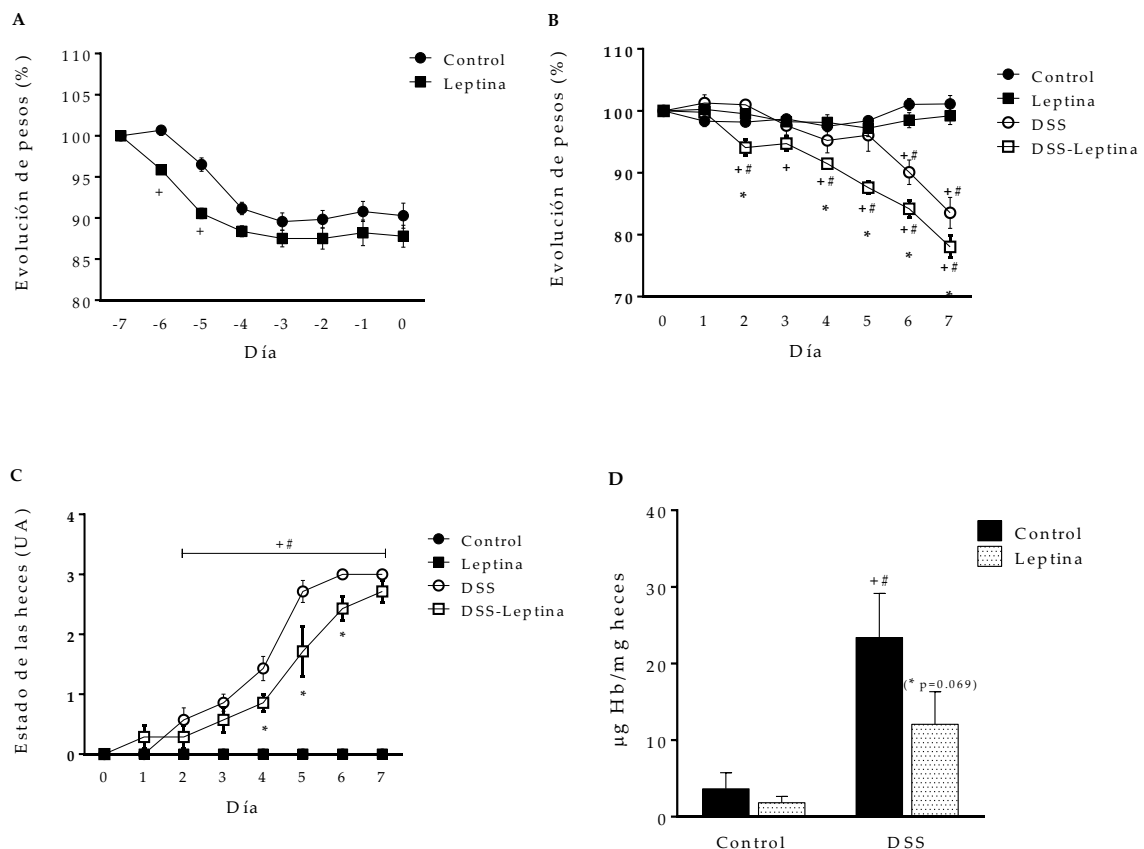 A
Evolución de pesos (%)
110
105
100
95
90
85
80
-7 -6 -5 -4 -3 -2 -1 0
Día
Control
Leptina
+
+
B
Evolución de pesos (%)
110
100
90
80
70
0 1 2 3 4 5 6 7
Día
Control
Leptina
DSS
DSS-Leptina
+#
*
+
+#
*
+#
*
+#
+#
*
+#
+#
*
C
Estado de las heces (UA)
4
3
2
1
0
0 1 2 3 4 5 6 7
Día
+#
*
*
*
Control
Leptina
DSS
DSS-Leptina
D
µg Hb/mg heces
40
30
20
10
0
Control DSS
+#
(* p=0.069)
Control
Leptina